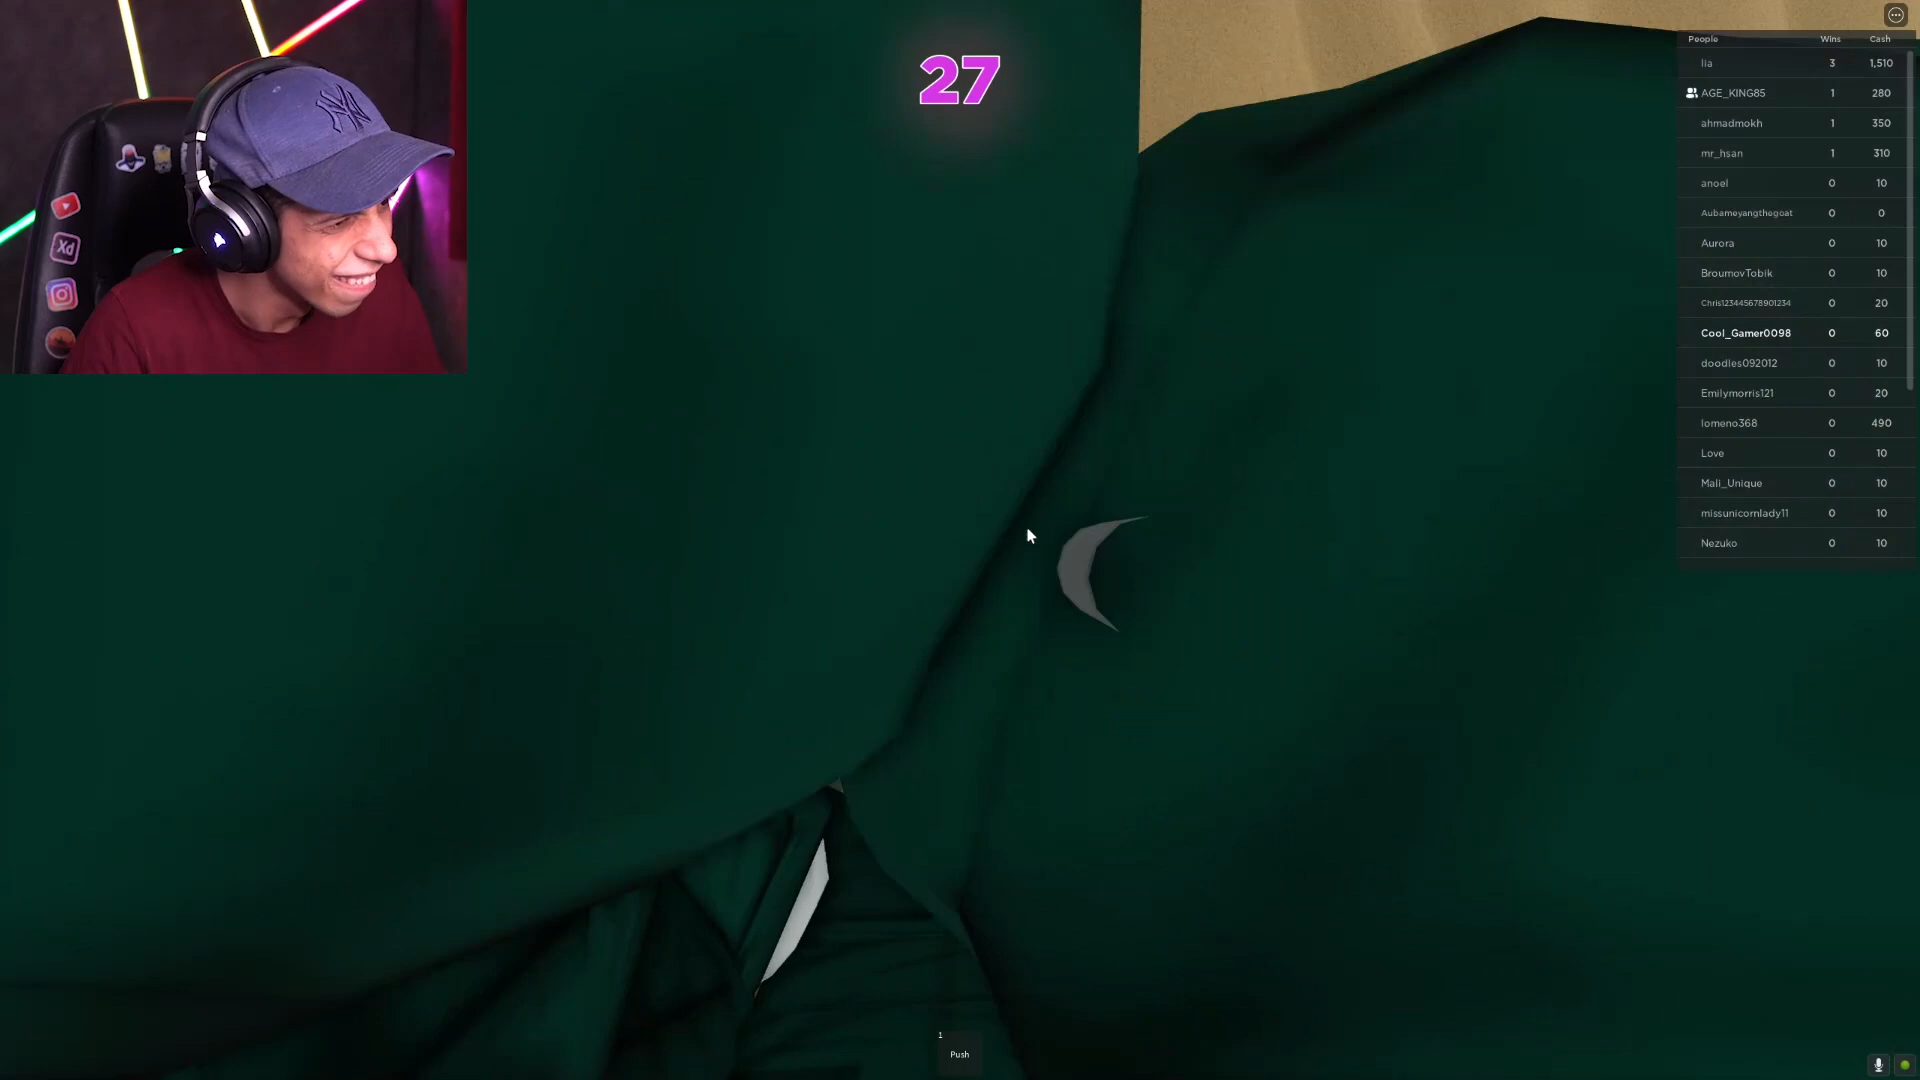 27
People Wins Cash
lia 3 1,510
AGE_KING85 1 280
ahmadmokh 1 350
mr_hsan 1 310
anoel 0 10
Aubameyangthegoat 0 0
Aurora 0 10
BroumovTobik 0 10
Chris123445678901234 0 20
Cool_Gamer0098 0 60
doodles092012 0 10
Emilymorris121 0 20
lomeno368 0 490
Love 0 10
Mali_Unique 0 10
missunicornlady11 0 10
Nezuko 0 10
NY
Xd
1
Push